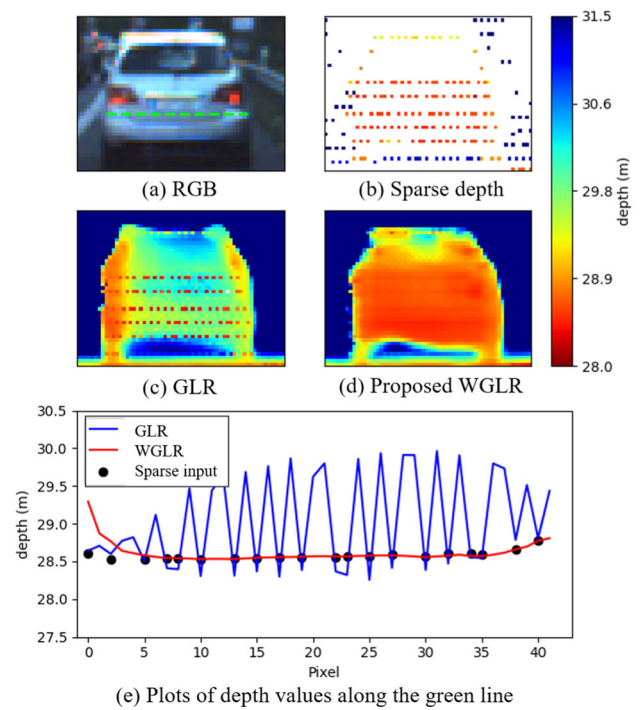 (a) RGB
(b) Sparse depth
31.5
30.6
29.8
28.9
28.0
depth (m)
(c) GLR
(d) Proposed WGLR
30.5
30.0
29.5
29.0
28.5
28.0
27.5
depth (m)
GLR
WGLR
Sparse input
0 5 10 15 20 25 30 35 40
Pixel
(e) Plots of depth values along the green line